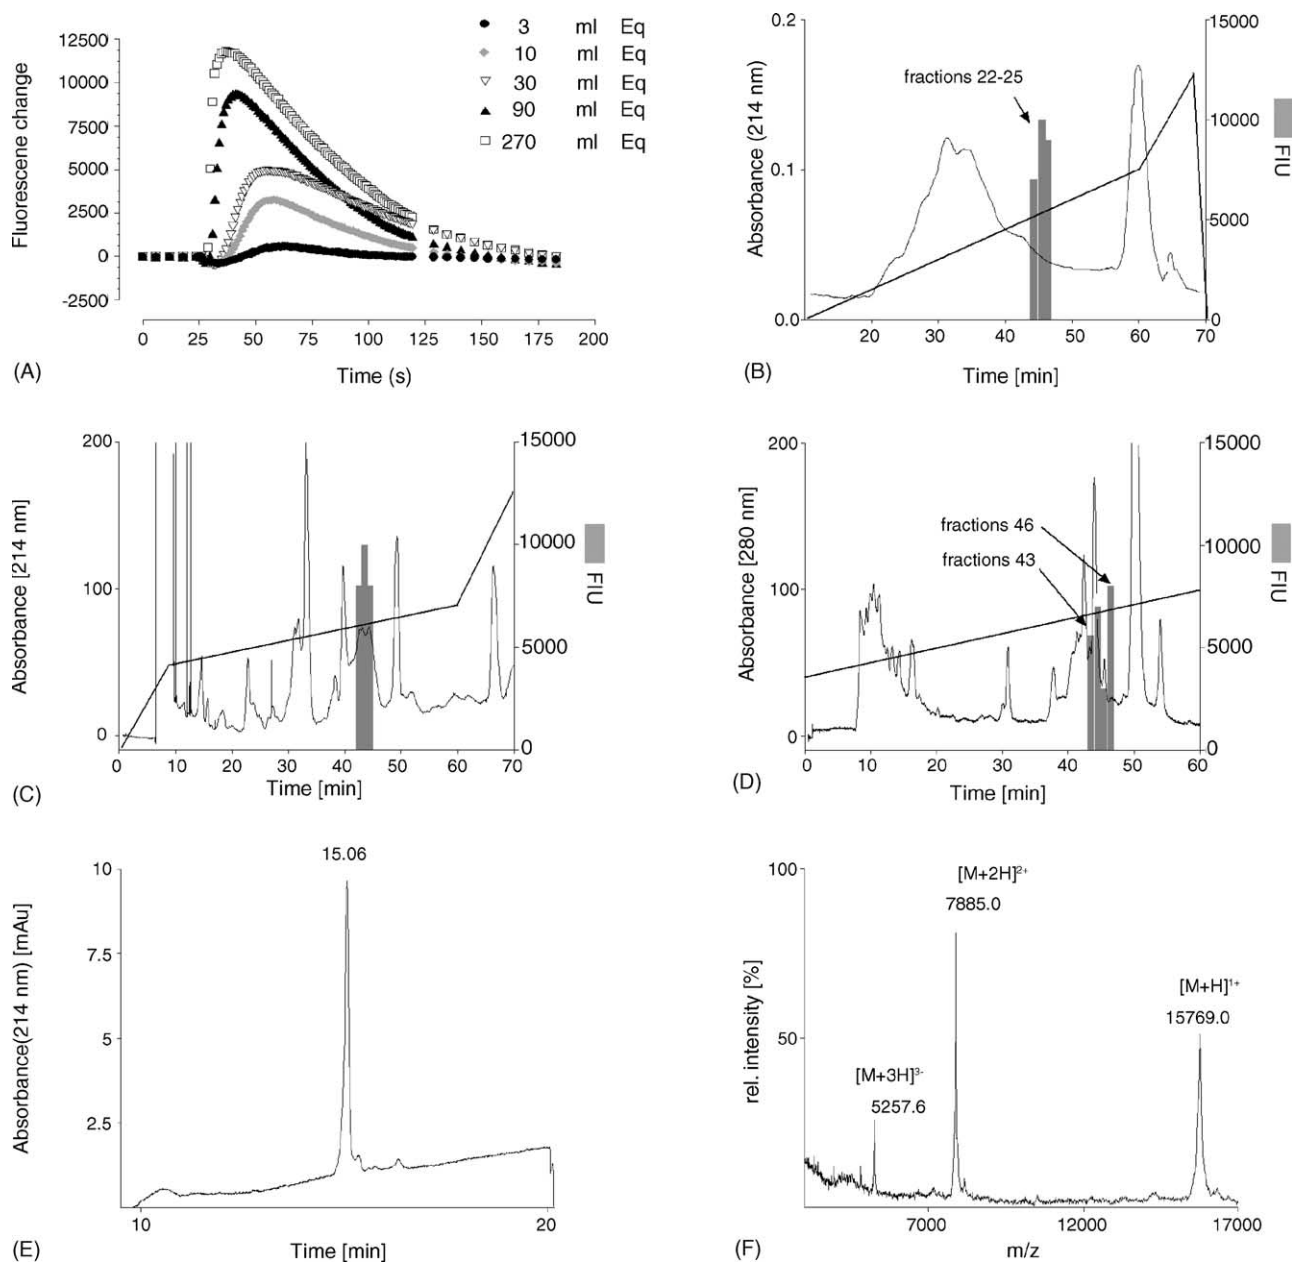 3 ml Eq
10 ml Eq
30 ml Eq
90 ml Eq
270 ml Eq
Fluorescene change
12500
10000
7500
5000
2500
0
-2500
0 25 50 75 100 125 150 175 200
Time (s)
(A)
Absorbance (214 nm)
0.2
0.1
0.0
fractions 22-25
15000
10000
5000
0
FIU
20 30 40 50 60 70
Time [min]
(B)
Absorbance [214 nm]
200
100
0
15000
10000
5000
0
FIU
0 10 20 30 40 50 60 70
Time [min]
(C)
Absorbance [280 nm]
200
100
0
fractions 46
fractions 43
15000
10000
5000
0
FIU
0 10 20 30 40 50 60
Time [min]
(D)
Absorbance(214 nm) [mAu]
10
7.5
5
2.5
15.06
10 20
Time [min]
(E)
rel. intensity [%]
100
50
[M+2H]²⁺
7885.0
[M+H]¹⁺
15769.0
[M+3H]³⁻
5257.6
7000 12000 17000
m/z
(F)